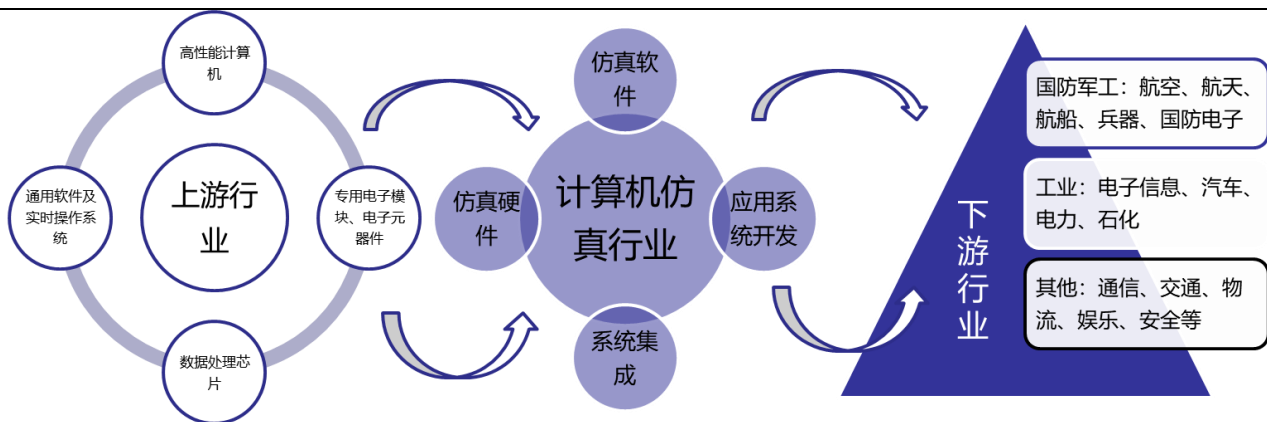 高性能计算
机
通用软件及
实时操作系
统
上游行
业
专用电子模
块、电子元
器件
数据处理芯
片
仿真软
件
仿真硬
件
计算机仿
真行业
应用系
统开发
系统集
成
下游行业
国防军工：航空、航天、
航船、兵器、国防电子
工业：电子信息、汽车、
电力、石化
其他：通信、交通、物
流、娱乐、安全等